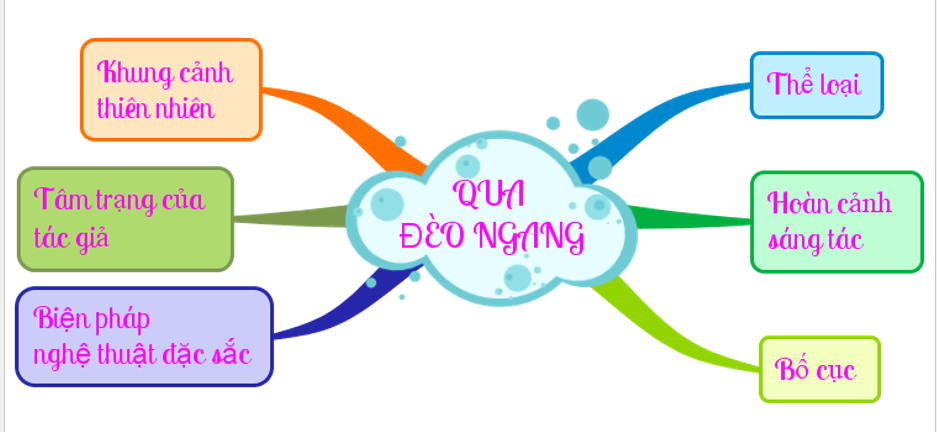 QUA
ĐÈO NGANG
Thể loại
Hoàn cảnh
sáng tác
Bố cục
Khung cảnh
thiên nhiên
Tâm trạng của
tác giả
Biện pháp
nghệ thuật đặc sắc